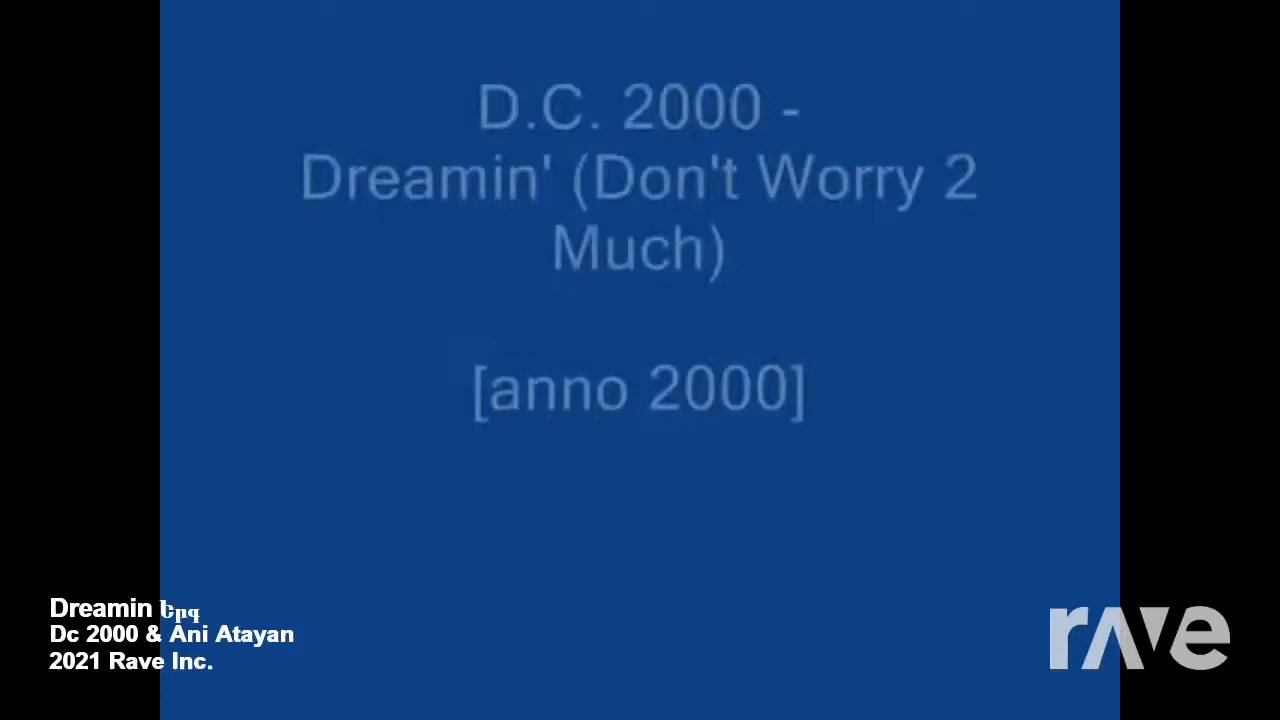 D.C. 2000 -
Dreamin' (Don't Worry 2
Much)
[anno 2000]
Dreamin երգ
Dc 2000 & Ani Atayan
2021 Rave Inc.
rave